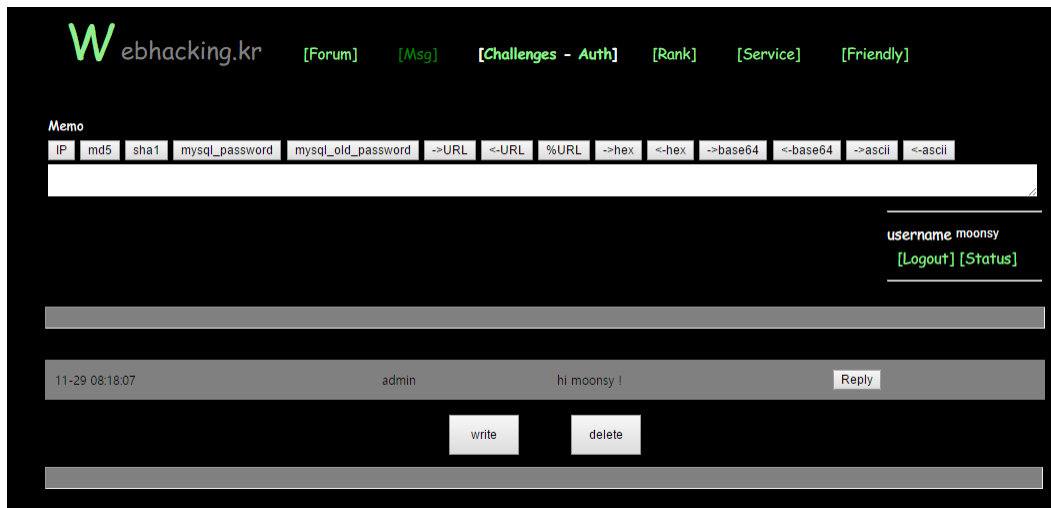 Webhacking.kr [Forum] [Msg] [Challenges - Auth] [Rank] [Service] [Friendly]
Memo
IP md5 sha1 mysql_password mysql_old_password ->URL <-URL %URL ->hex <-hex ->base64 <-base64 ->ascii <-ascii
username moonsy
[Logout] [Status]
11-29 08:18:07 admin hi moonsy ! Reply
write delete